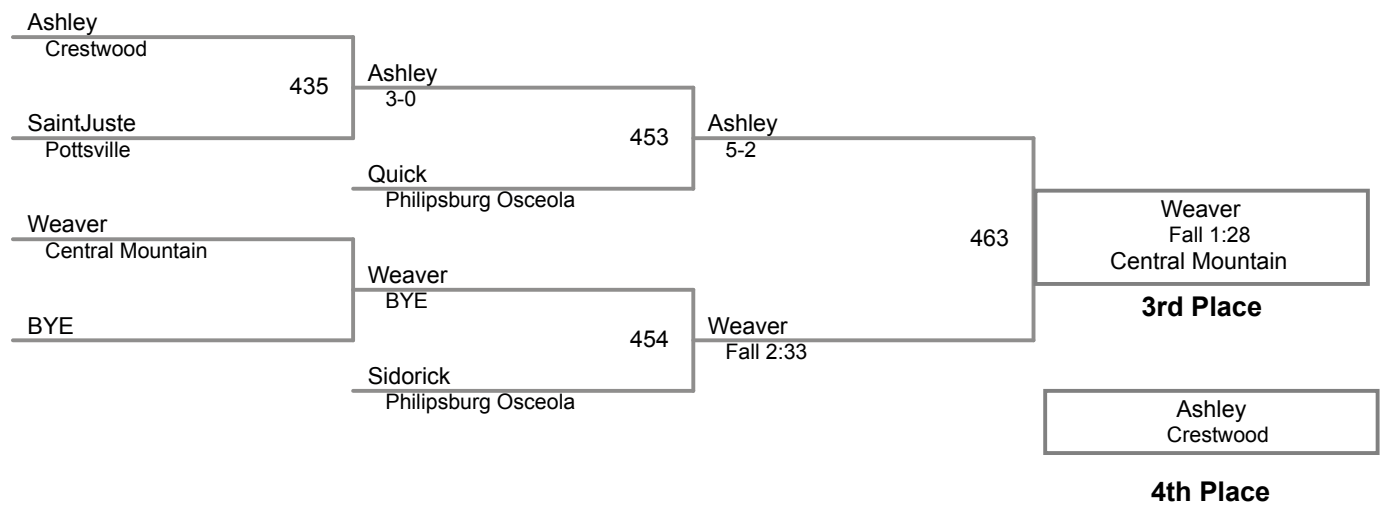 Ashley
Crestwood
435
SaintJuste
Pottsville
Ashley
3-0
453
Quick
Philipsburg Osceola
Ashley
5-2
Weaver
Central Mountain
BYE
Weaver
BYE
454
Sidorick
Philipsburg Osceola
Weaver
Fall 2:33
463
Weaver
Fall 1:28
Central Mountain
3rd Place
Ashley
Crestwood
4th Place